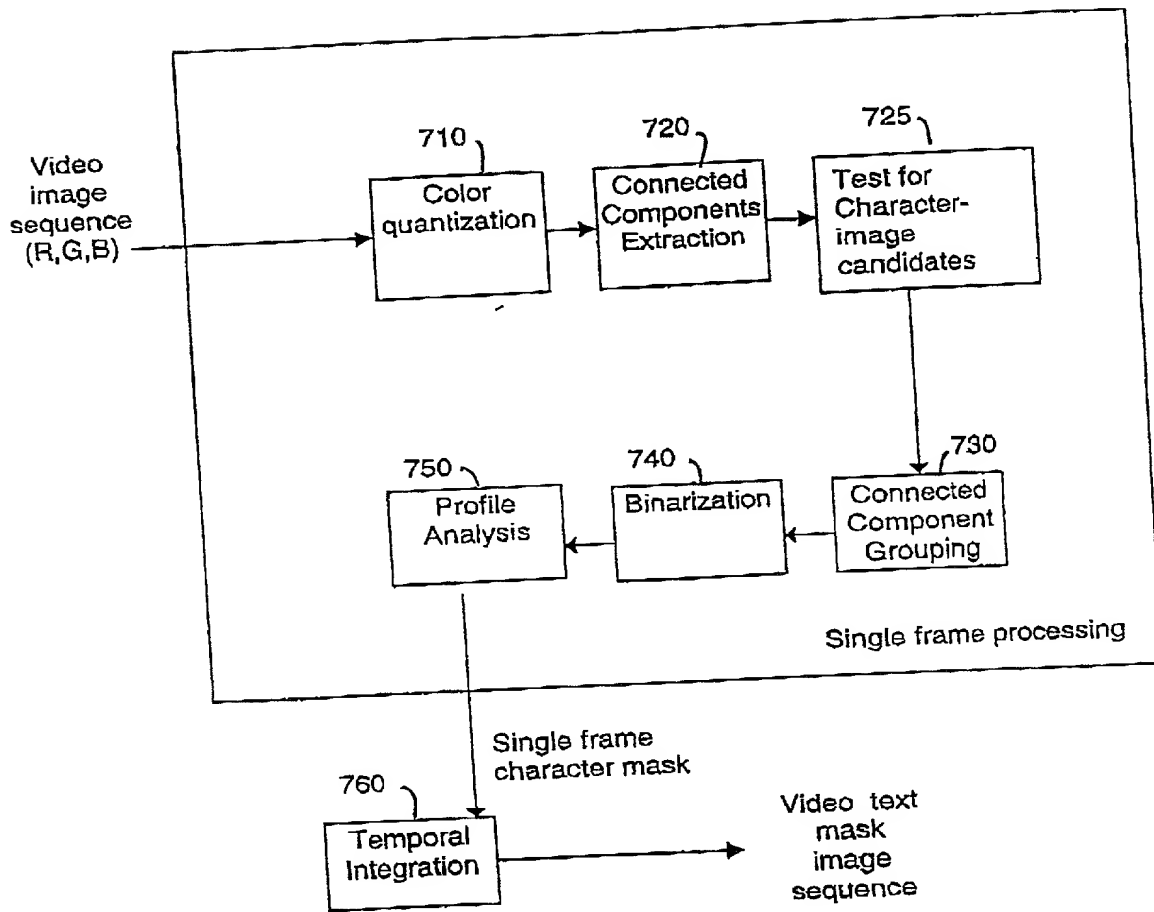 Video
image
sequence
(R,G,B)
710
Color
quantization
720
Connected
Components
Extraction
725
Test for
Character-
image
candidates
730
Connected
Component
Grouping
740
Binarization
750
Profile
Analysis
Single frame processing
Single frame
character mask
760
Temporal
Integration
Video text
mask
image
sequence